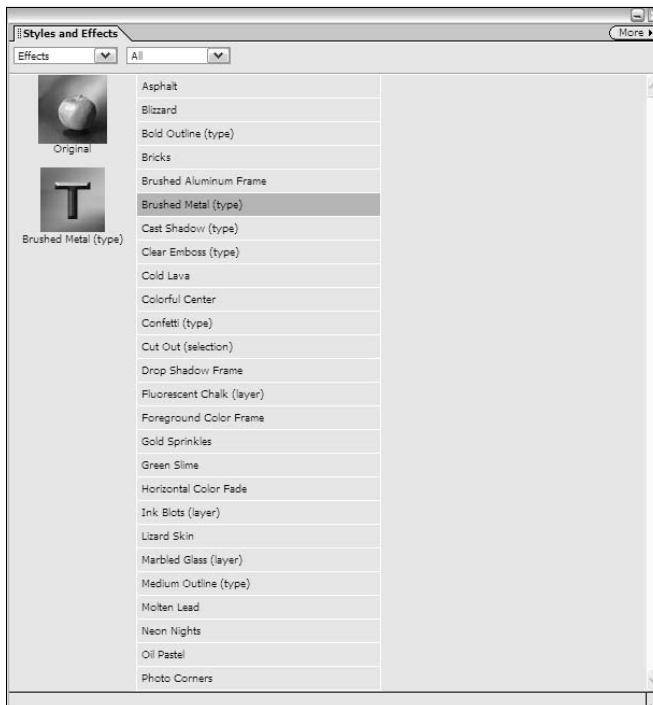 Styles and Effects
More
Effects
All
Original
T
Brushed Metal (type)
Asphalt
Blizzard
Bold Outline (type)
Bricks
Brushed Aluminum Frame
Brushed Metal (type)
Cast Shadow (type)
Clear Emboss (type)
Cold Lava
Colorful Center
Confetti (type)
Cut Out (selection)
Drop Shadow Frame
Fluorescent Chalk (layer)
Foreground Color Frame
Gold Sprinkles
Green Slime
Horizontal Color Fade
Ink Blots (layer)
Lizard Skin
Marbled Glass (layer)
Medium Outline (type)
Molten Lead
Neon Nights
Oil Pastel
Photo Corners